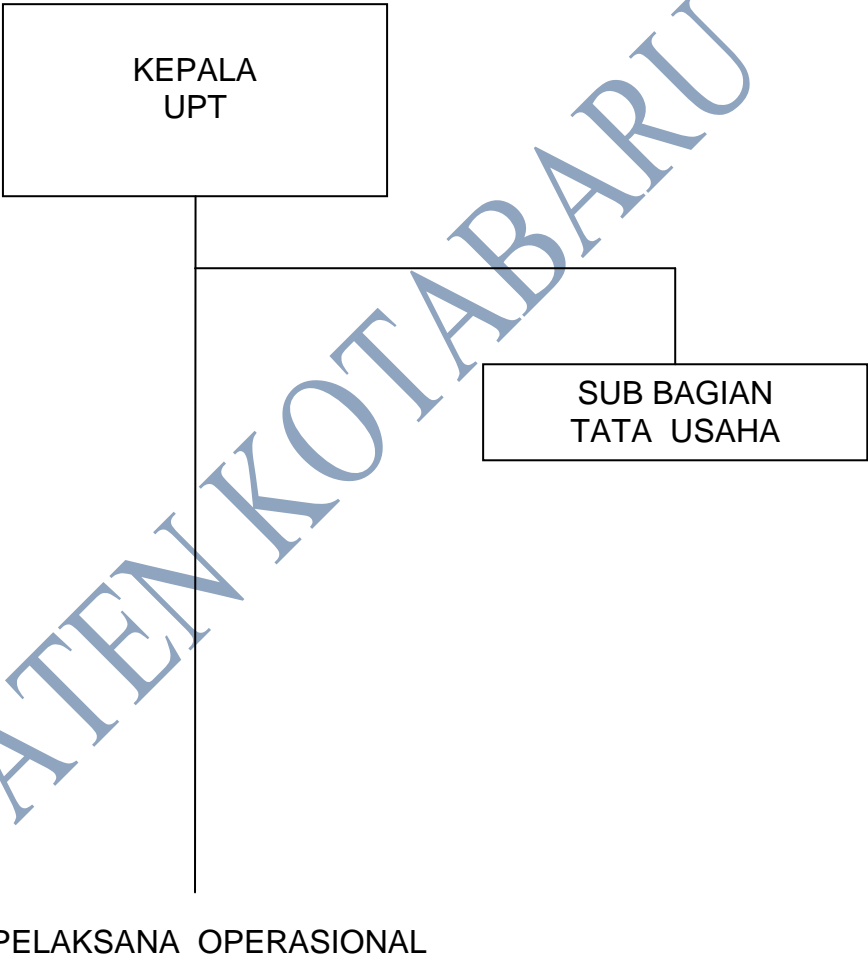 KEPALA
UPT
SUB BAGIAN
TATA USAHA
ATEN KOTABARU
PELAKSANA OPERASIONAL